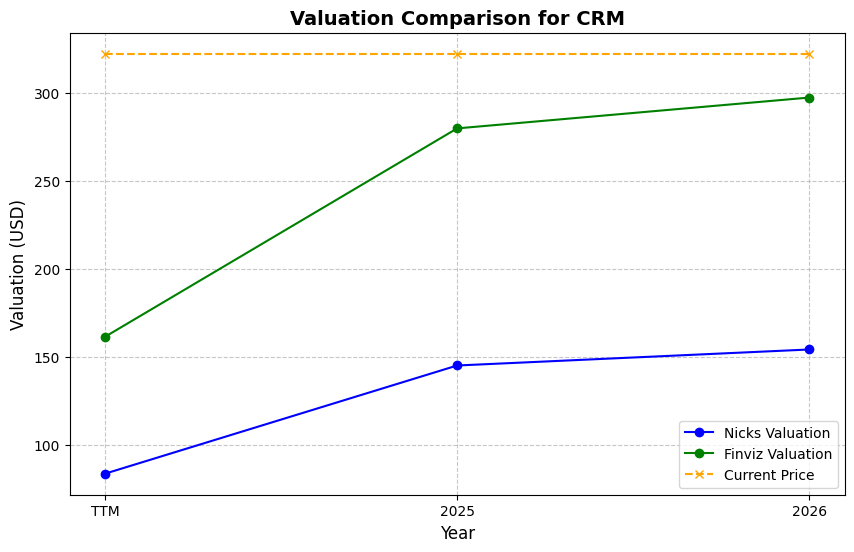 Valuation Comparison for CRM
Valuation (USD)
300
250
200
150
100
TTM
2025
2026
Year
Nicks Valuation
Finviz Valuation
Current Price